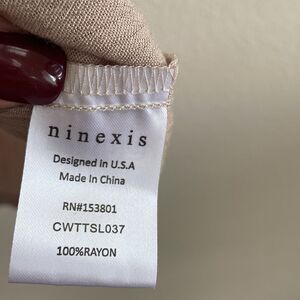 ninexis
Designed in U.S.A
Made in China
RN#153801
CWTTSL037
100%RAYON